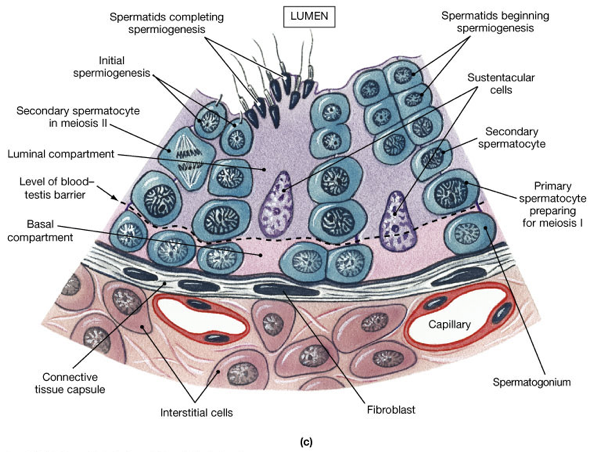 Spermatids completing
spermiogenesis
LUMEN
Spermatids beginning
spermiogenesis
Initial
spermiogenesis
Sustentacular
cells
Secondary spermatocyte
in meiosis II
Secondary
spermatocyte
Luminal compartment
Level of blood–
testis barrier
Primary
spermatocyte
preparing
for meiosis I
Basal
compartment
Capillary
Connective
tissue capsule
Interstitial cells
Fibroblast
Spermatogonium
(c)